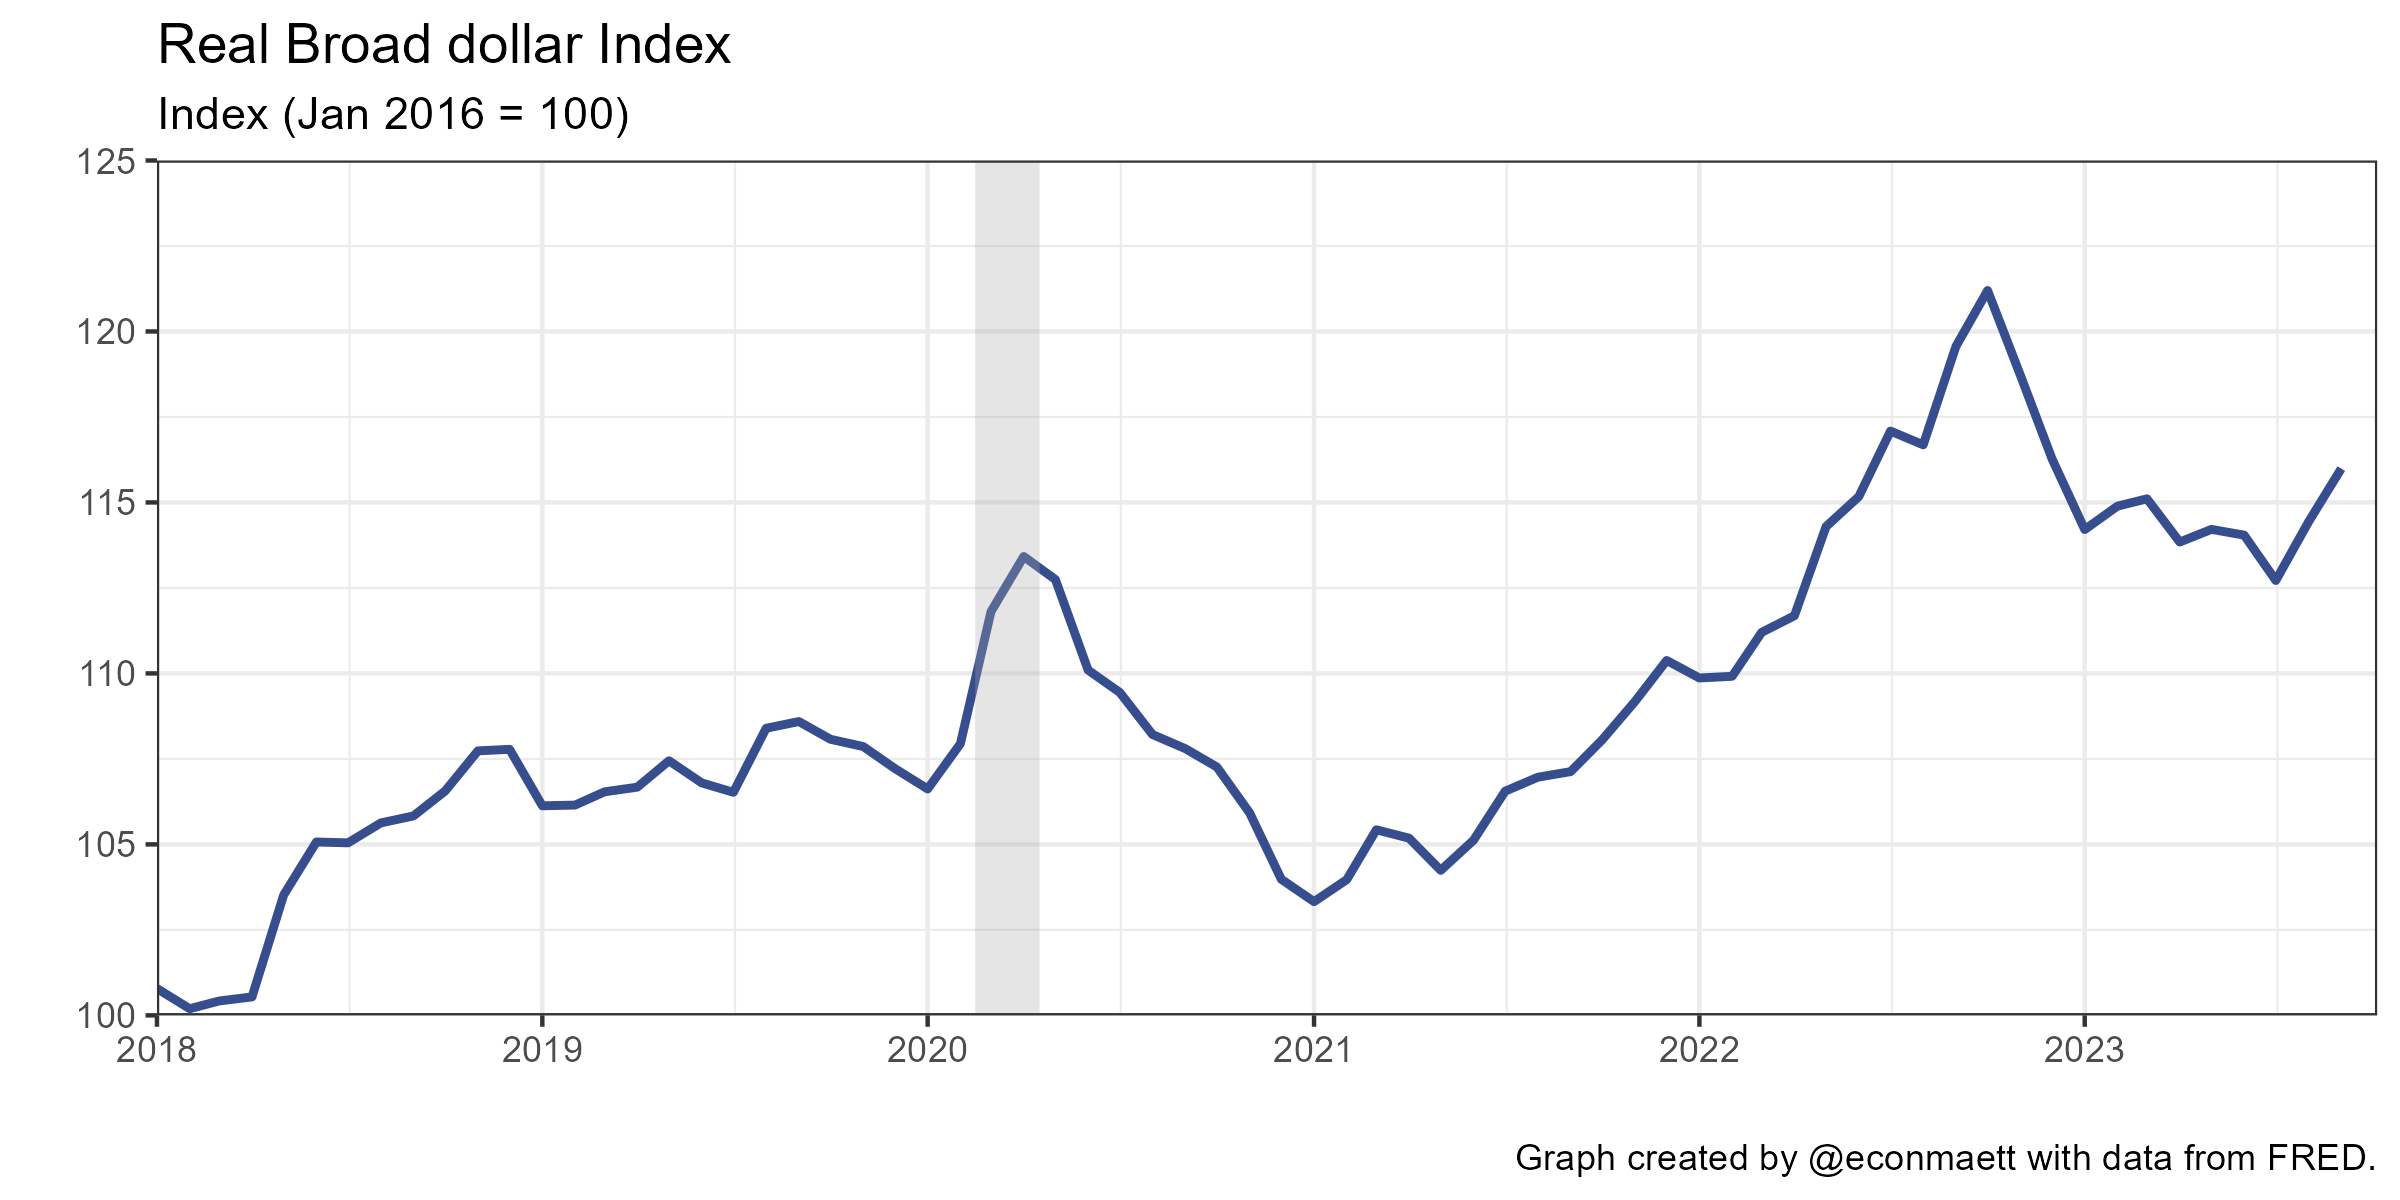 Real Broad dollar Index
Index (Jan 2016 = 100)
125
120
115
110
105
100
2018 2019 2020 2021 2022 2023
Graph created by @econmaett with data from FRED.